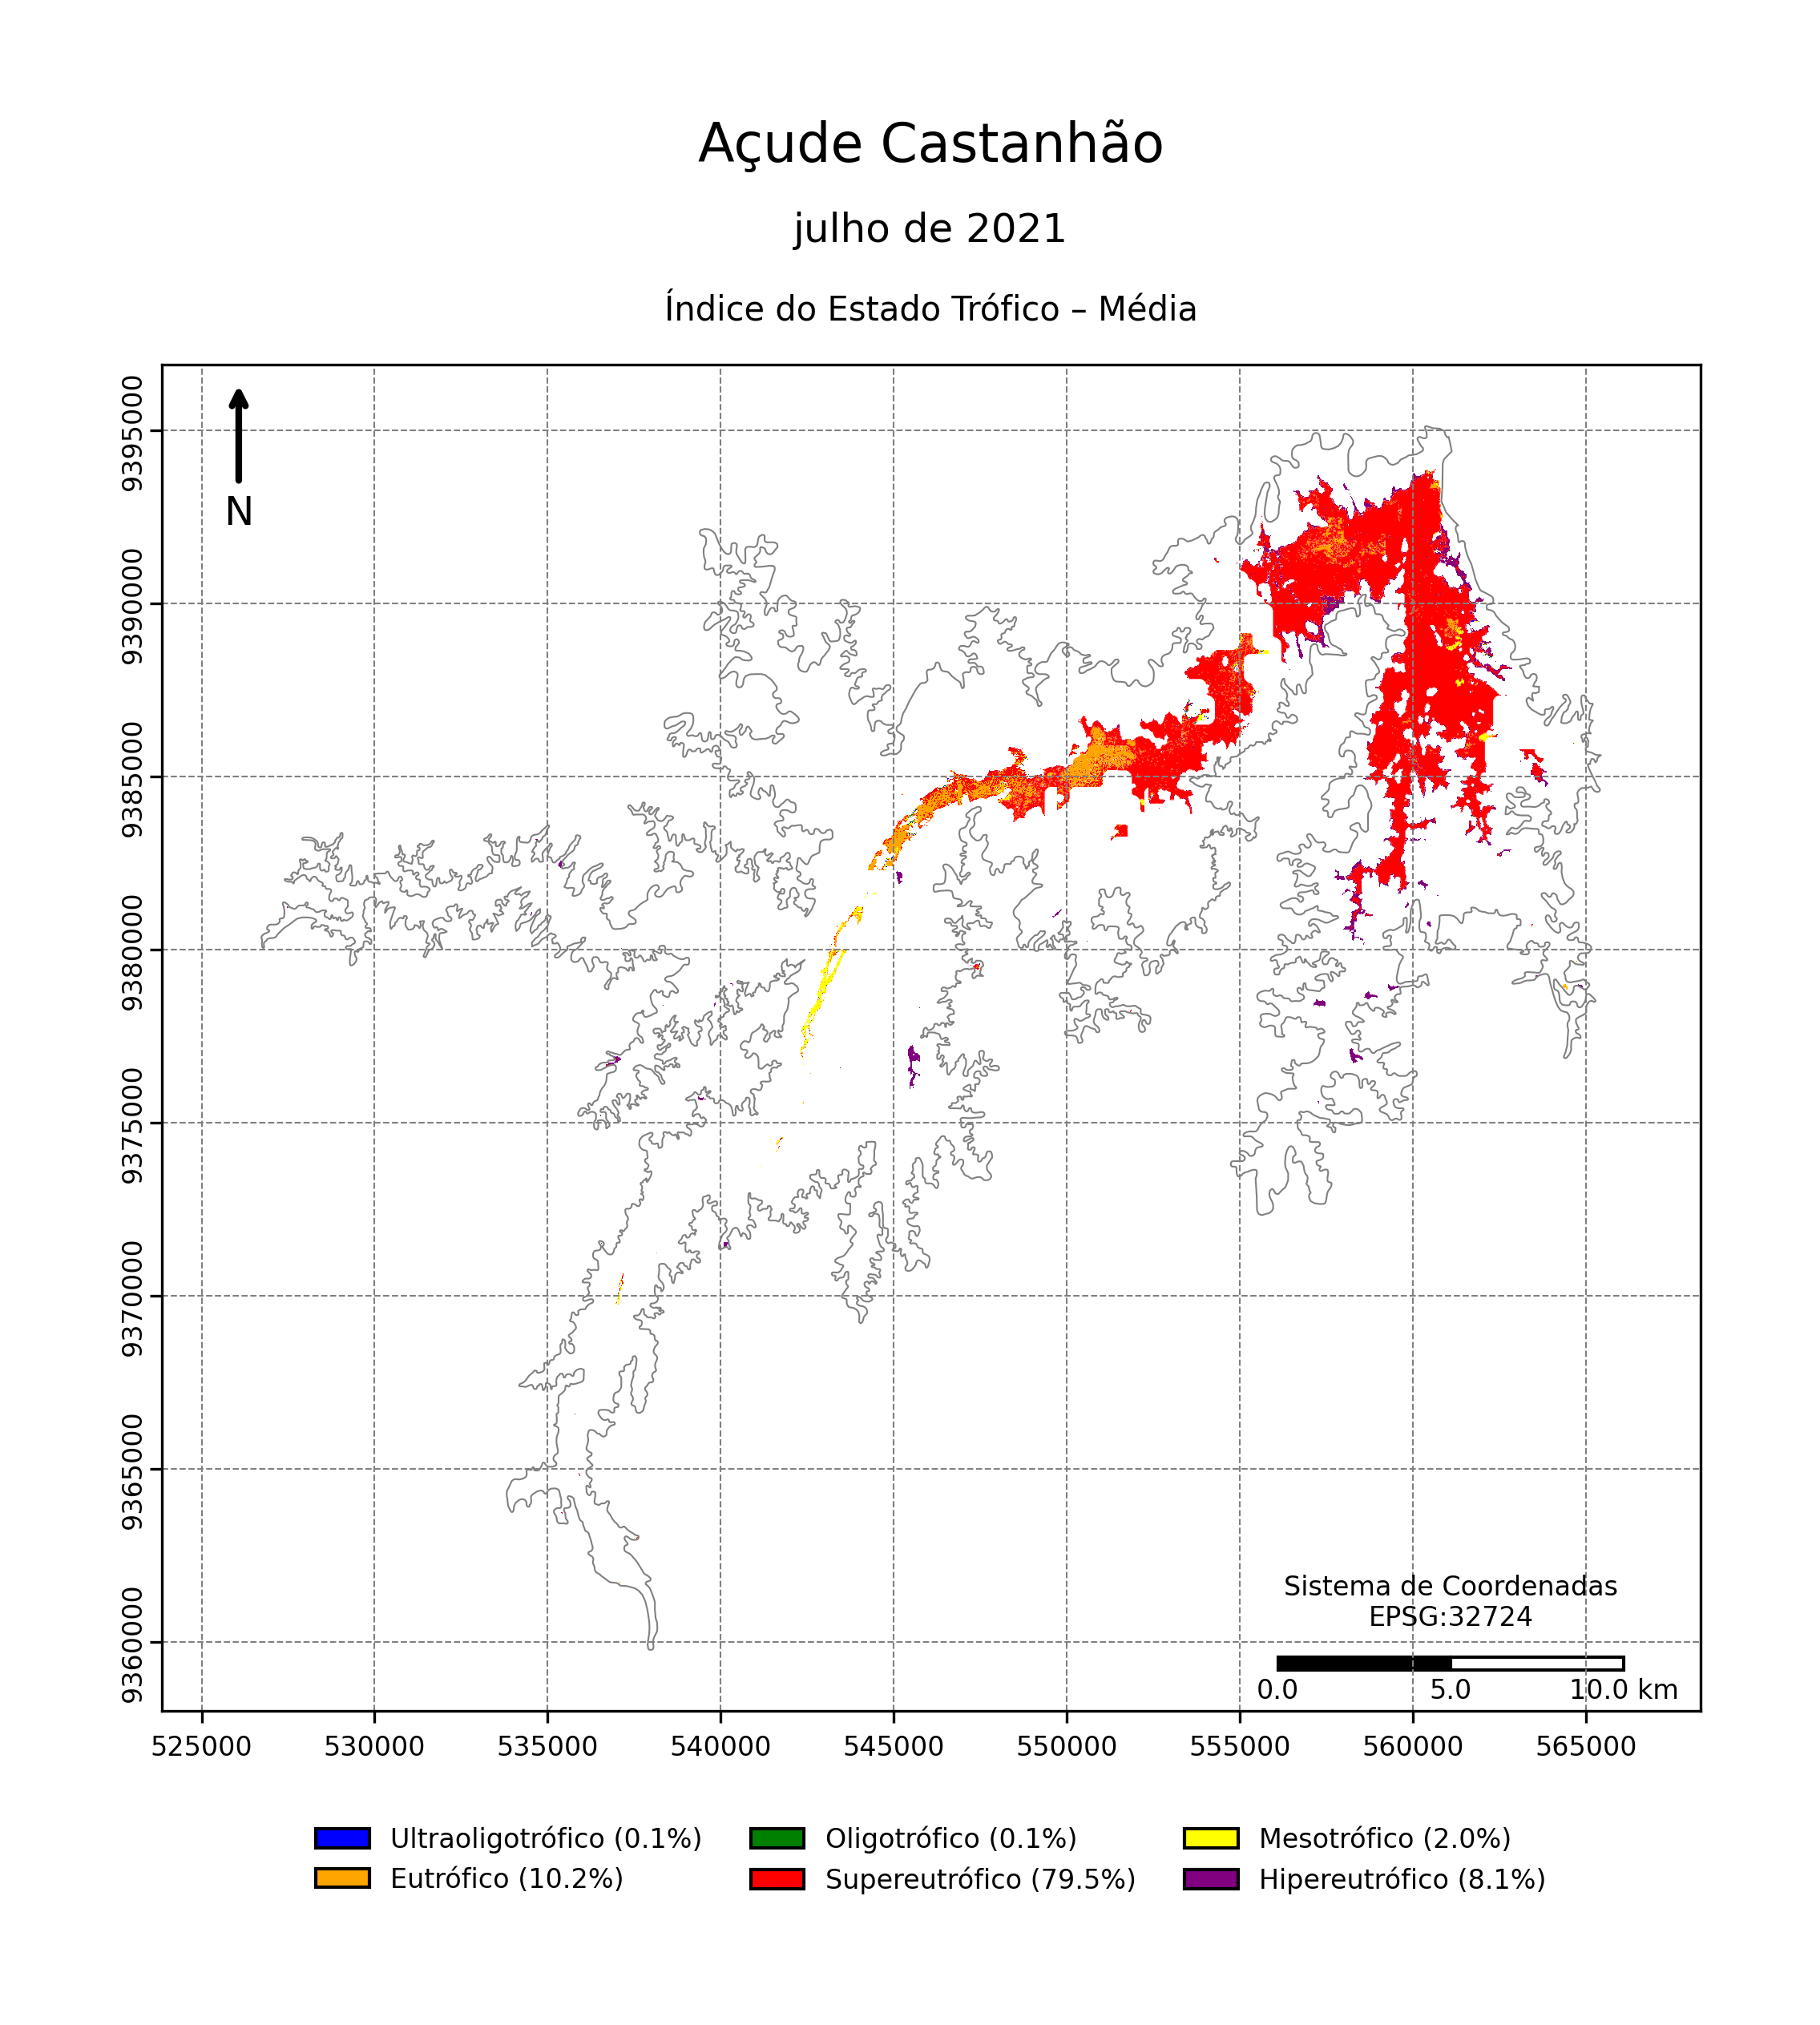 Açude Castanhão
julho de 2021
Índice do Estado Trófico – Média
N
9395000
9390000
9385000
9380000
9375000
9370000
9365000
9360000
Sistema de Coordenadas
EPSG:32724
0.0 5.0 10.0 km
525000 530000 535000 540000 545000 550000 555000 560000 565000
Ultraoligotrófico (0.1%) Oligotrófico (0.1%) Mesotrófico (2.0%)
Eutrófico (10.2%) Supereutrófico (79.5%) Hipereutrófico (8.1%)